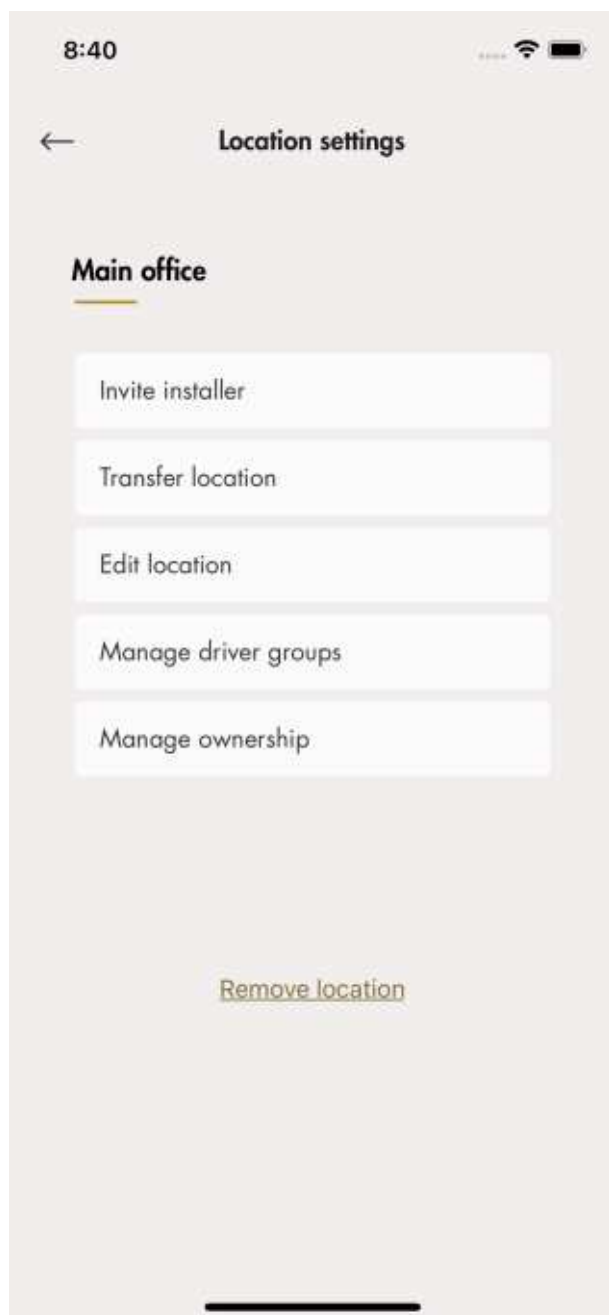 8:40
Location settings
Main office
Invite installer
Transfer location
Edit location
Manage driver groups
Manage ownership
Remove location